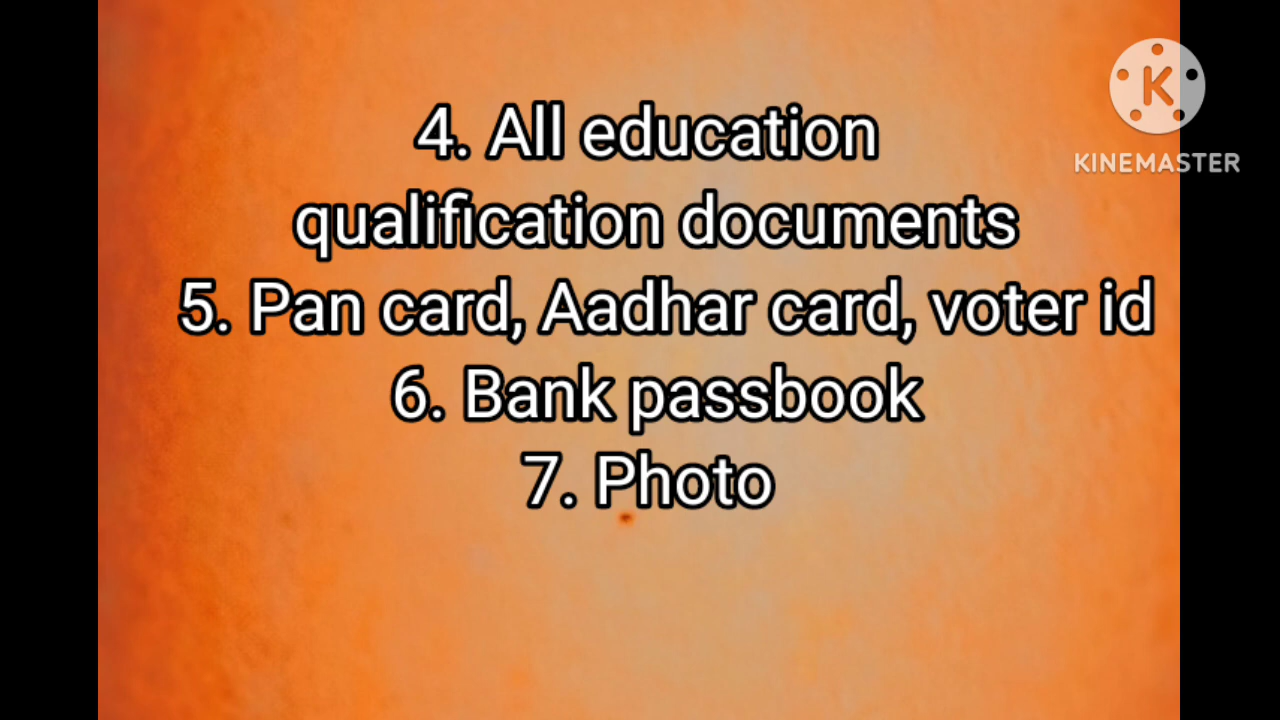 4. All education
qualification documents
5. Pan card, Aadhar card, voter id
6. Bank passbook
7. Photo
K
KINEMASTER